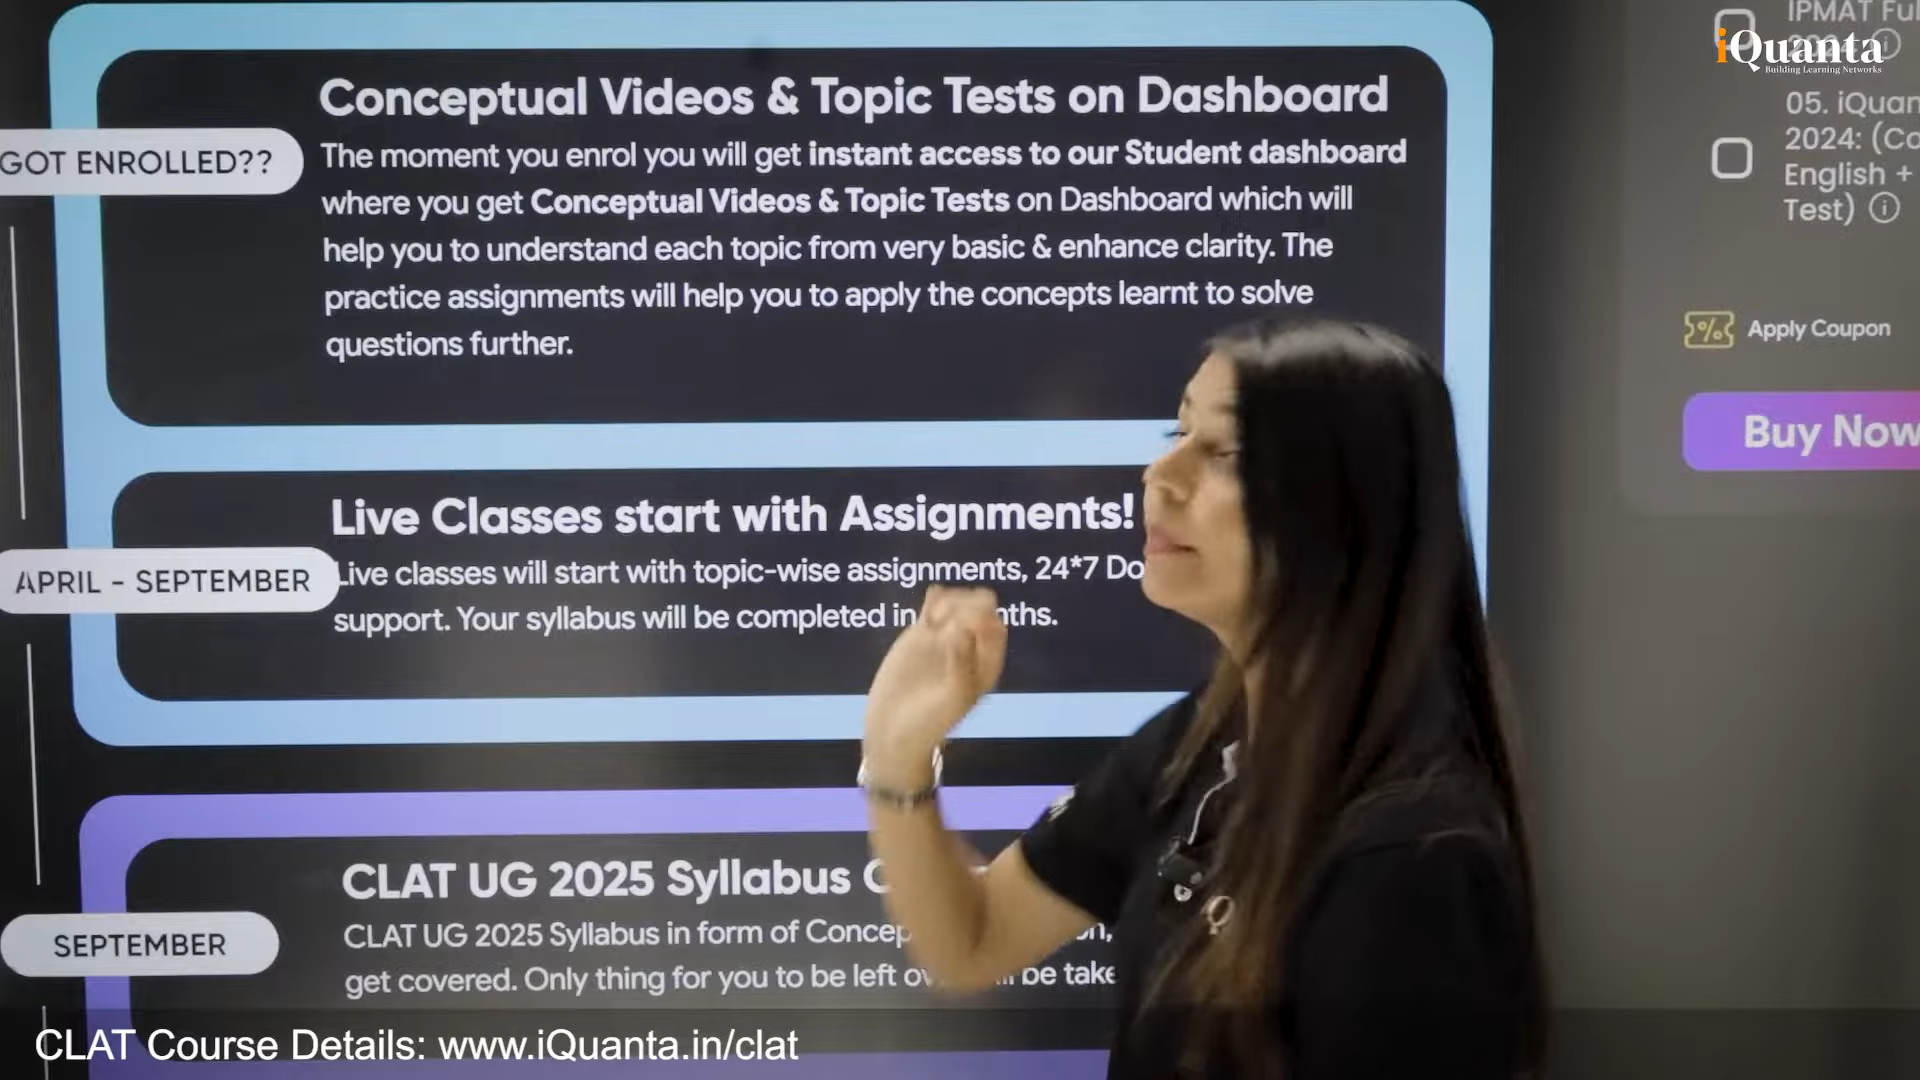 Conceptual Videos & Topic Tests on Dashboard
GOT ENROLLED??
The moment you enrol you will get instant access to our Student dashboard
where you get Conceptual Videos & Topic Tests on Dashboard which will
help you to understand each topic from very basic & enhance clarity. The
practice assignments will help you to apply the concepts learnt to solve
questions further.
Live Classes start with Assignments!
APRIL - SEPTEMBER
Live classes will start with topic-wise assignments, 24*7
support. Your syllabus will be completed in
CLAT UG 2025 Syllabus
SEPTEMBER
CLAT UG 2025 Syllabus in form of
get covered. Only thing for you to be left be
CLAT Course Details: www.iQuanta.in/clat
IPMAT
iQuanta
Building Learning Networks
05.
2024:
English +
Test)
Apply Coupon
Buy Now